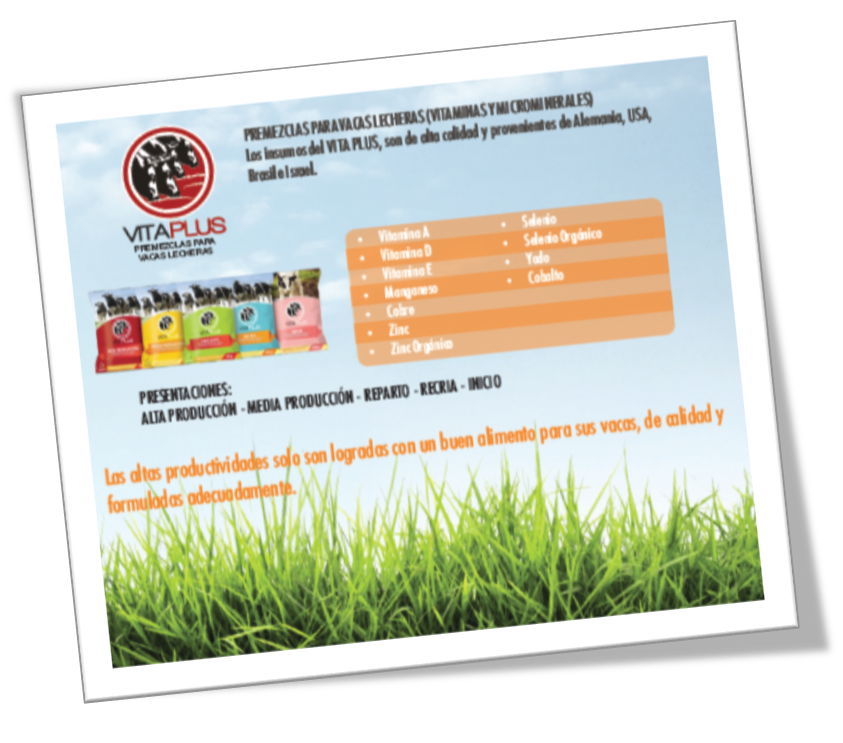 PREMEZCLAS PARA VACAS LECHERAS (VITAMINAS Y MICROMINERALES)
Los insumos del VITA PLUS, son de alta calidad y provenientes de Alemania, USA,
Brasil e Israel.
VITAPLUS
PREMEZCLAS PARA
VACAS LECHERAS
• Vitamina A
• Vitamina D
• Vitamina E
• Manganeso
• Cobre
• Zinc
• Zinc Orgánico
• Selenio
• Selenio Orgánico
• Yodo
• Cobalto
PRESENTACIONES:
ALTA PRODUCCIÓN - MEDIA PRODUCCIÓN - REPARTO - RECRIA - INICIO
Las altas productividades solo son logradas con un buen alimento para sus vacas, de calidad y
formuladas adecuadamente.